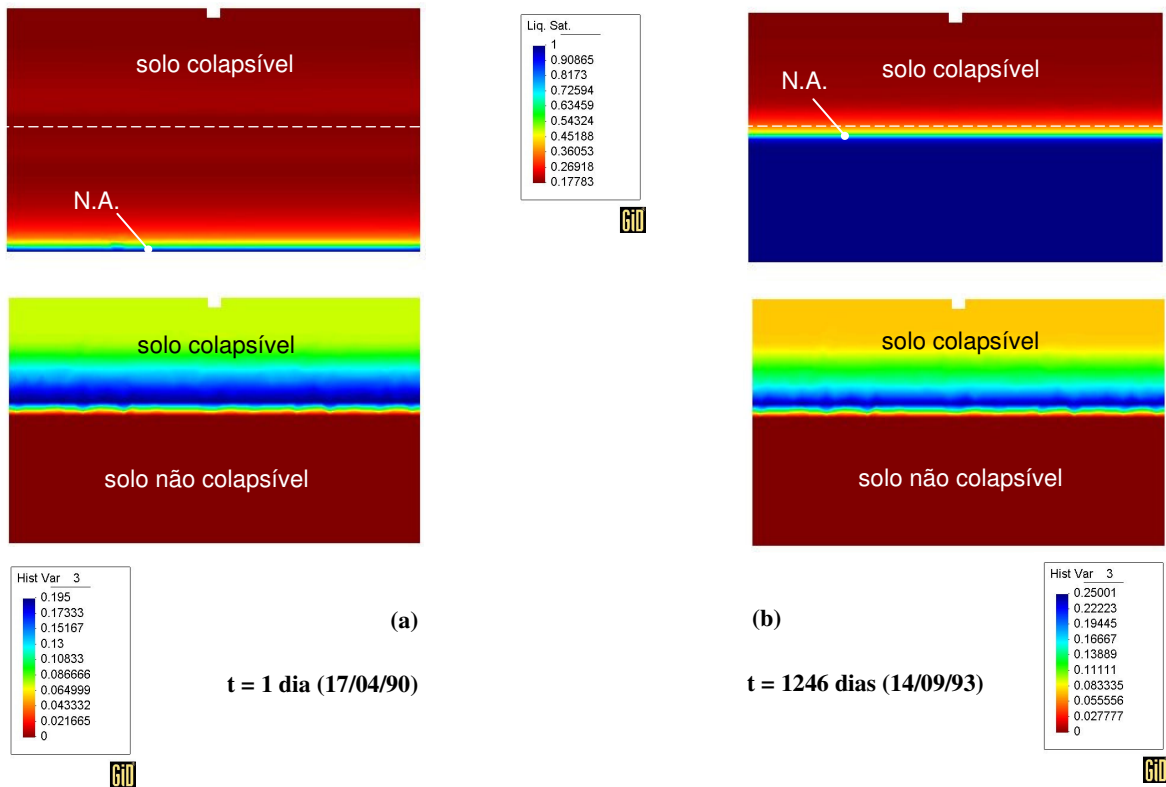 solo colapsível
N.A.
Liq. Sat.
1
0.90865
0.8173
0.72594
0.63459
0.54324
0.45188
0.36053
0.26918
0.17783
GiD
solo colapsível
N.A.
solo colapsível
solo não colapsível
solo colapsível
solo não colapsível
Hist Var 3
0.195
0.17333
0.15167
0.13
0.10833
0.086666
0.064999
0.043332
0.021665
0
GiD
(a)
t = 1 dia (17/04/90)
(b)
t = 1246 dias (14/09/93)
Hist Var 3
0.25001
0.22223
0.19445
0.16667
0.13889
0.11111
0.083335
0.055556
0.027777
0
GiD